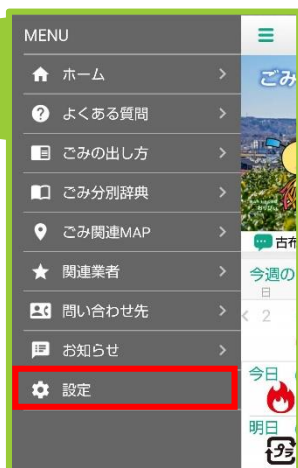 MENU
ホーム
よくある質問
ごみの出し方
ごみ分別辞典
ごみ関連MAP
関連業者
問い合わせ先
お知らせ
設定
ごみ
古布
今週の
日
2
今日
明日
プラ